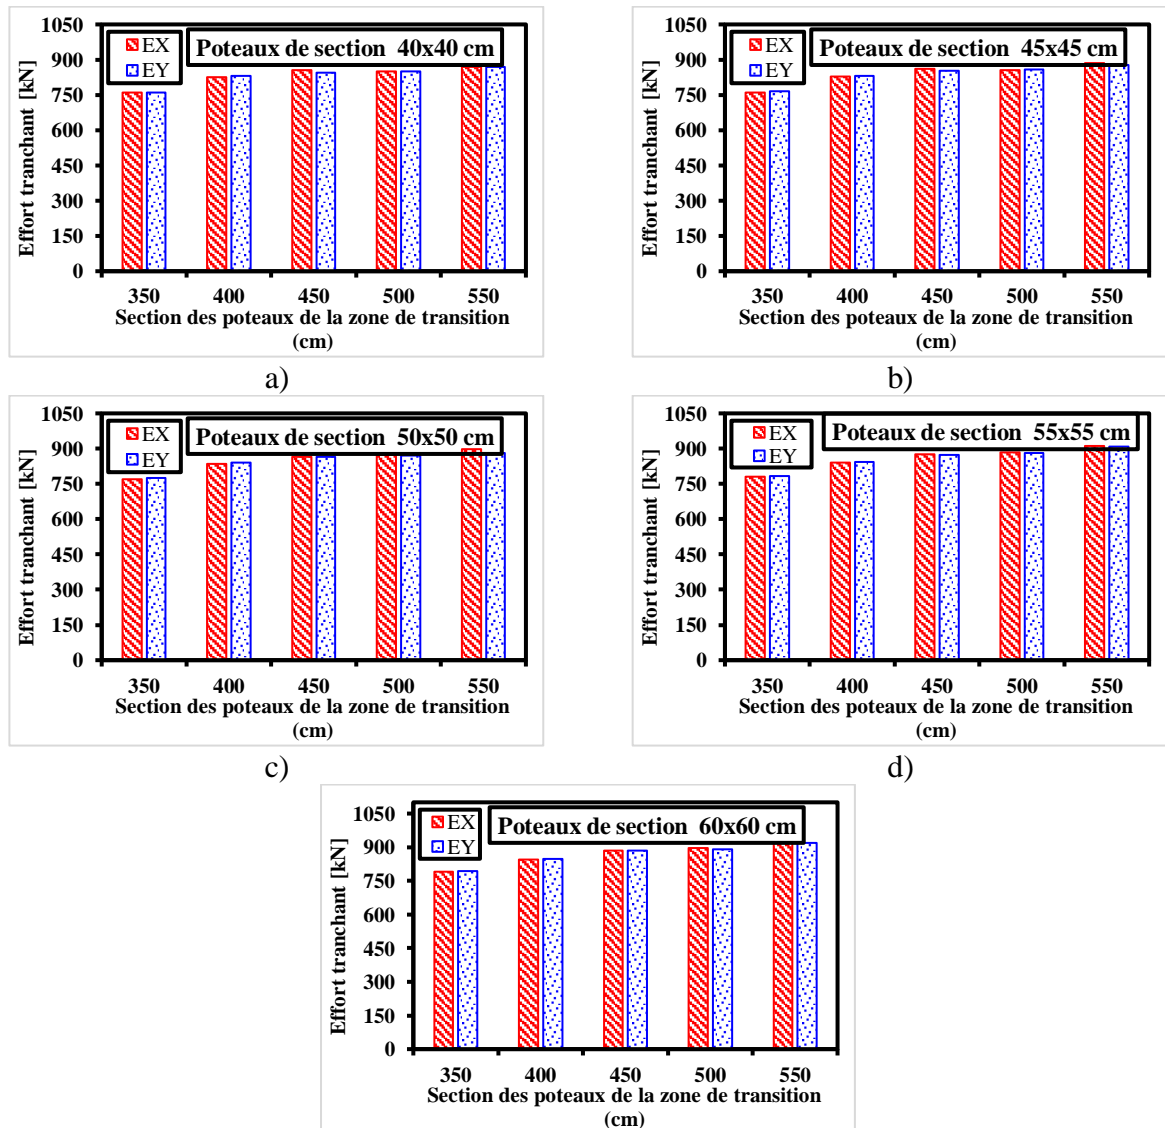 Poteaux de section 40x40 cm
EX
EY
Effort tranchant [kN]
1050
900
750
600
450
300
150
0
350 400 450 500 550
Section des poteaux de la zone de transition
(cm)
a)
Poteaux de section 45x45 cm
EX
EY
Effort tranchant [kN]
1050
900
750
600
450
300
150
0
350 400 450 500 550
Section des poteaux de la zone de transition
(cm)
b)
Poteaux de section 50x50 cm
EX
EY
Effort tranchant [kN]
1050
900
750
600
450
300
150
0
350 400 450 500 550
Section des poteaux de la zone de transition
(cm)
c)
Poteaux de section 55x55 cm
EX
EY
Effort tranchant [kN]
1050
900
750
600
450
300
150
0
350 400 450 500 550
Section des poteaux de la zone de transition
(cm)
d)
Poteaux de section 60x60 cm
EX
EY
Effort tranchant [kN]
1050
900
750
600
450
300
150
0
350 400 450 500 550
Section des poteaux de la zone de transition
(cm)